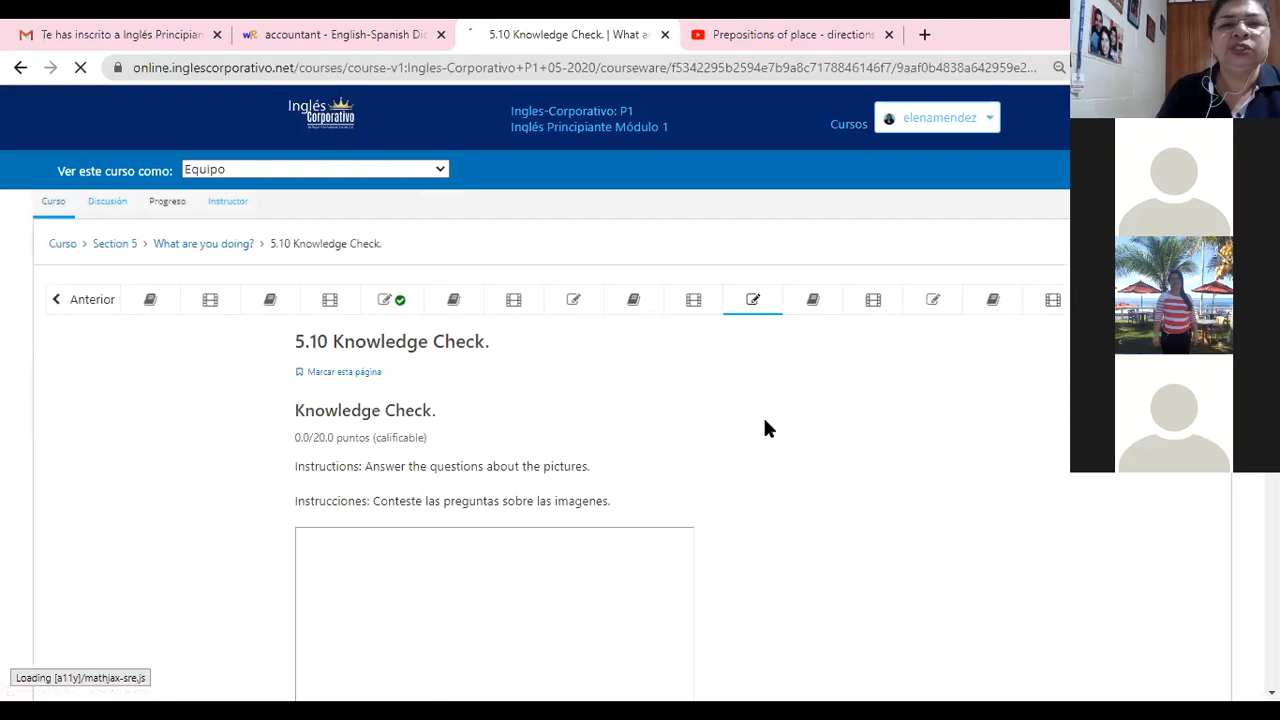 Te has inscrito a Inglés Principian
accountant - English-Spanish Dic
5.10 Knowledge Check. | What a
Prepositions of place - directions
online.inglescorporativo.net/courses/course-v1:Ingles-Corporativo+P1+05-2020/courseware/f5342295b2594e7b9a8c7178846146f7/9aaf0b4838a642959e2...
Inglés
Corporativo
Ingles-Corporativo: P1
Inglés Principiante Módulo 1
Cursos
elenamendez
Ver este curso como:
Equipo
Curso
Discusión
Progreso
Instructor
Curso > Section 5 > What are you doing? > 5.10 Knowledge Check.
Anterior
5.10 Knowledge Check.
Marcar esta página
Knowledge Check.
0.0/20.0 puntos (calificable)
Instructions: Answer the questions about the pictures.
Instrucciones: Conteste las preguntas sobre las imagenes.
Loading [a11y]/mathjax-sre.js